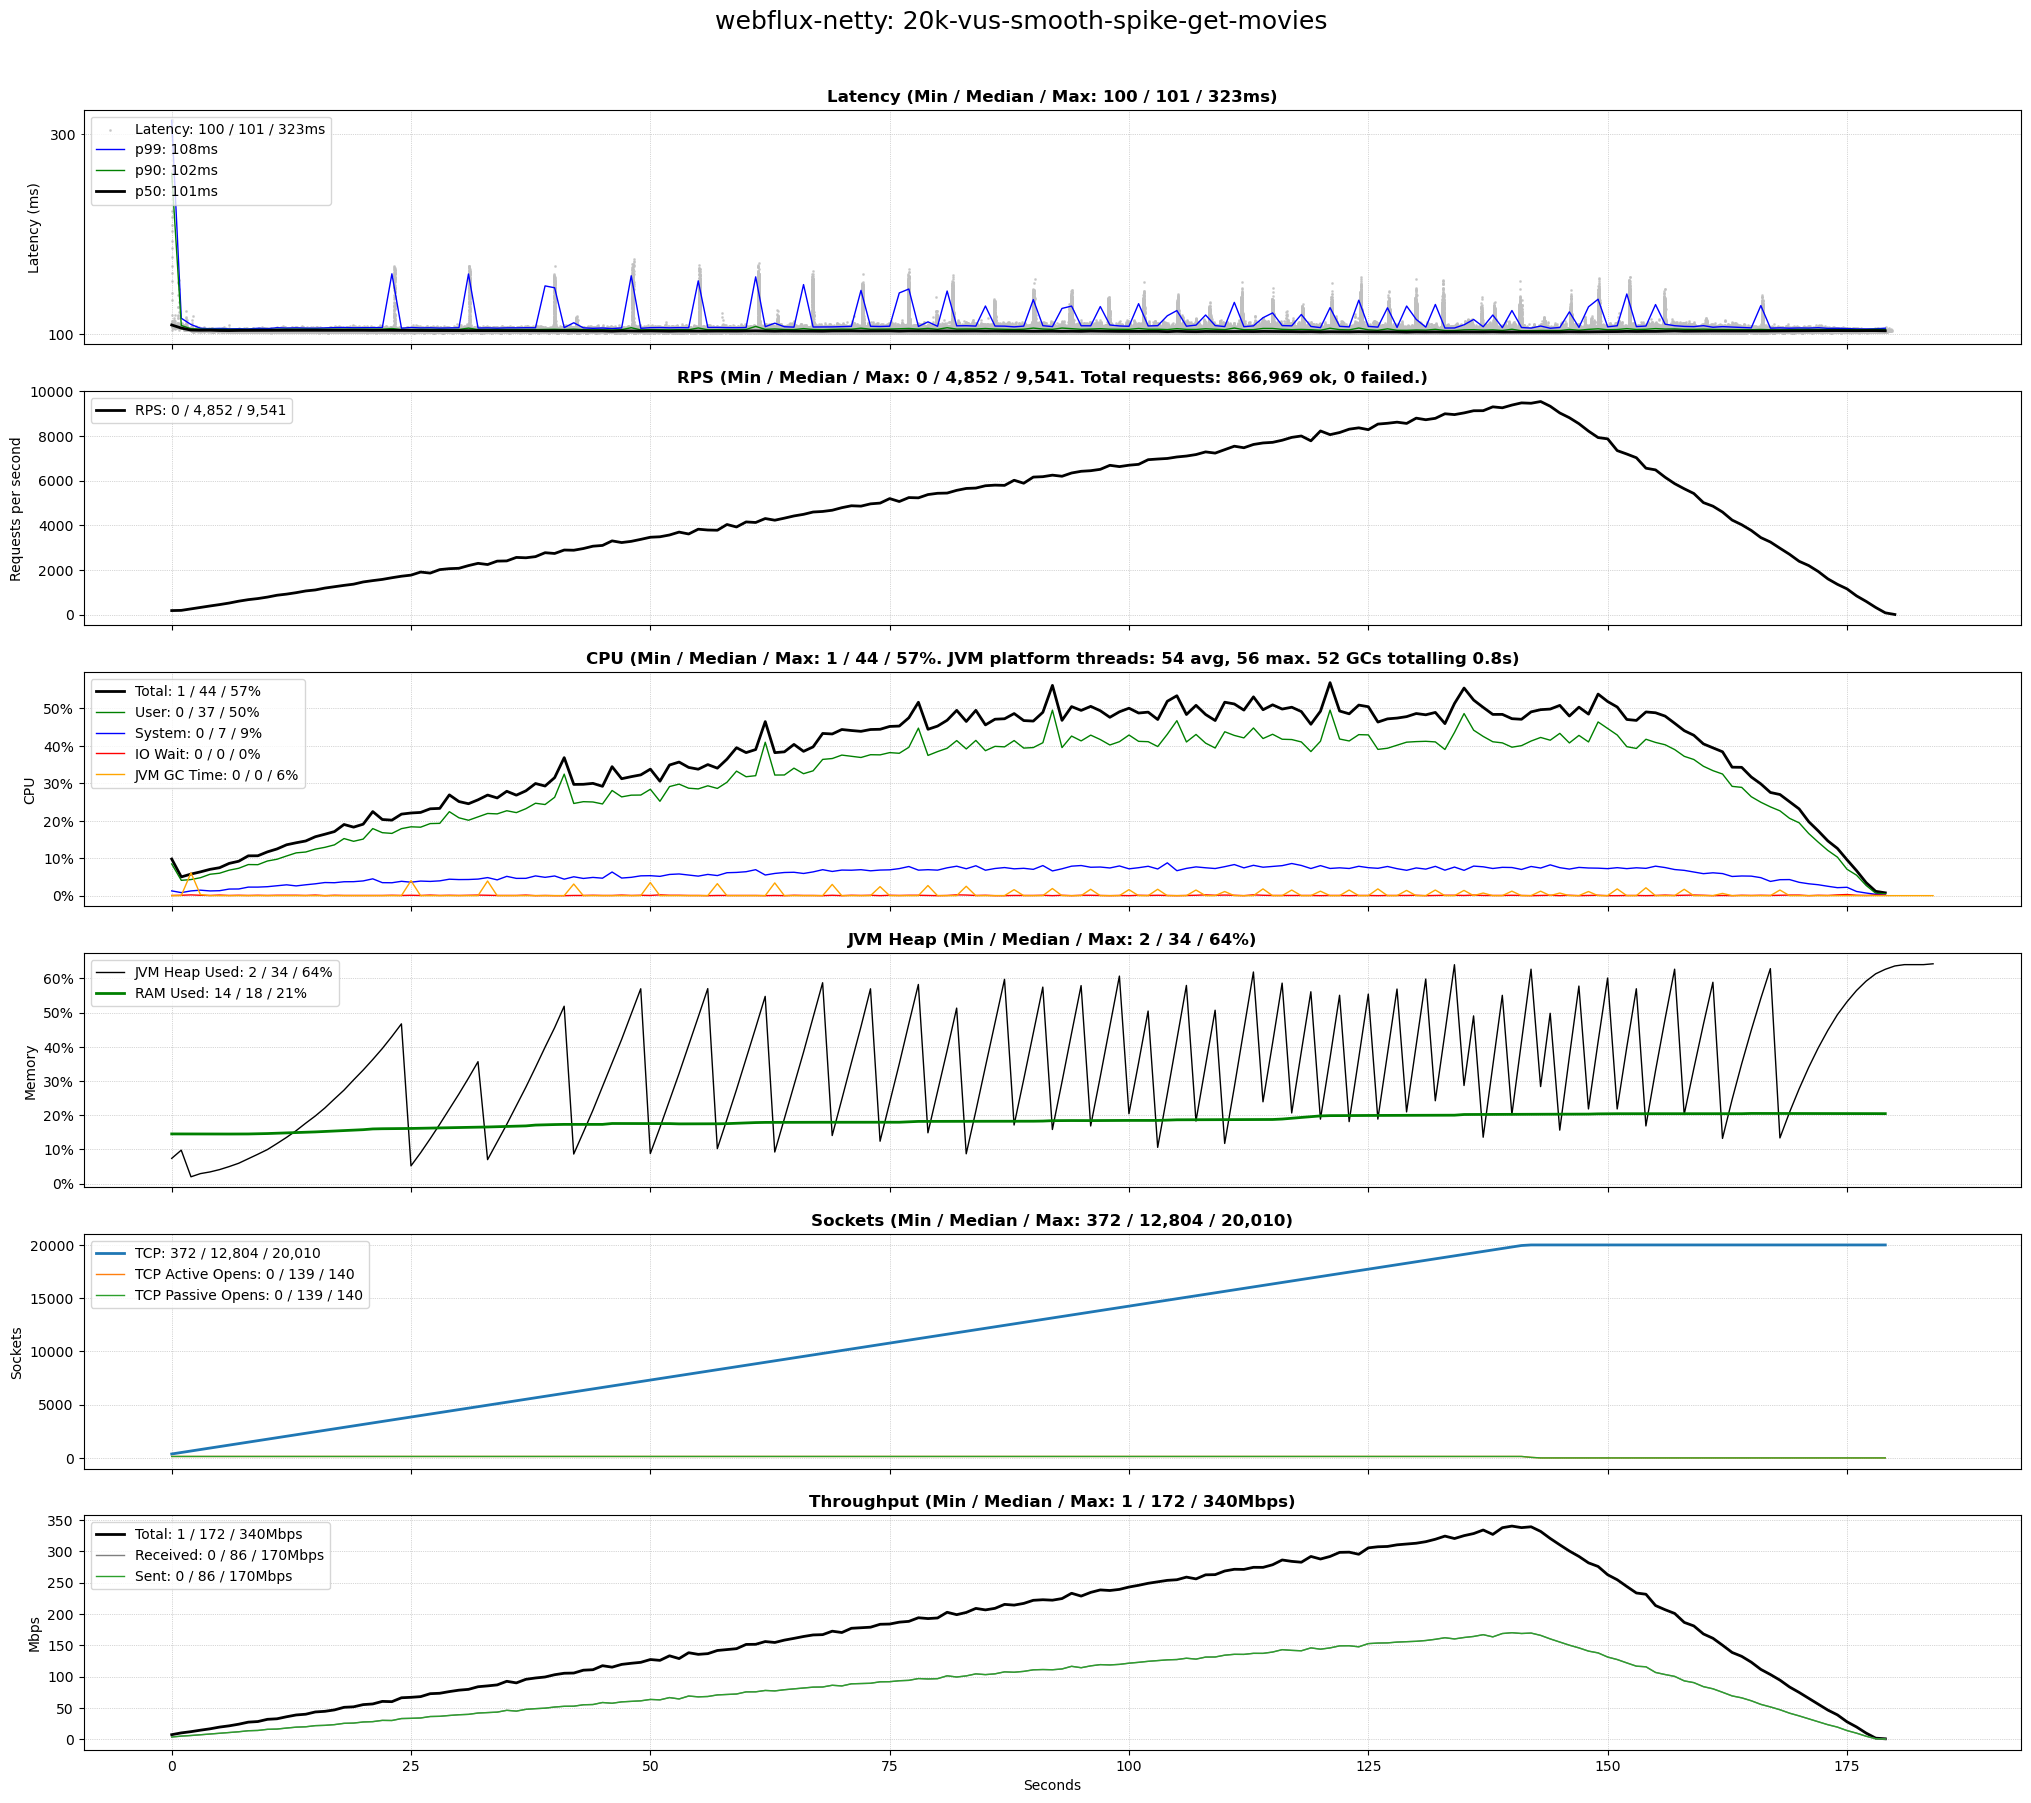 webflux-netty: 20k-vus-smooth-spike-get-movies
Latency (Min / Median / Max: 100 / 101 / 323ms)
Latency: 100 / 101 / 323ms
p99: 108ms
p90: 102ms
p50: 101ms
300
100
Latency (ms)
RPS (Min / Median / Max: 0 / 4,852 / 9,541. Total requests: 866,969 ok, 0 failed.)
RPS: 0 / 4,852 / 9,541
10000
8000
6000
4000
2000
0
Requests per second
CPU (Min / Median / Max: 1 / 44 / 57%. JVM platform threads: 54 avg, 56 max. 52 GCs totalling 0.8s)
Total: 1 / 44 / 57%
User: 0 / 37 / 50%
System: 0 / 7 / 9%
IO Wait: 0 / 0 / 0%
JVM GC Time: 0 / 0 / 6%
50%
40%
30%
20%
10%
0%
CPU
JVM Heap (Min / Median / Max: 2 / 34 / 64%)
JVM Heap Used: 2 / 34 / 64%
RAM Used: 14 / 18 / 21%
60%
50%
40%
30%
20%
10%
0%
Memory
Sockets (Min / Median / Max: 372 / 12,804 / 20,010)
TCP: 372 / 12,804 / 20,010
TCP Active Opens: 0 / 139 / 140
TCP Passive Opens: 0 / 139 / 140
20000
15000
10000
5000
0
Sockets
Throughput (Min / Median / Max: 1 / 172 / 340Mbps)
Total: 1 / 172 / 340Mbps
Received: 0 / 86 / 170Mbps
Sent: 0 / 86 / 170Mbps
350
300
250
200
150
100
50
0
Mbps
0 25 50 75 100 125 150 175
Seconds